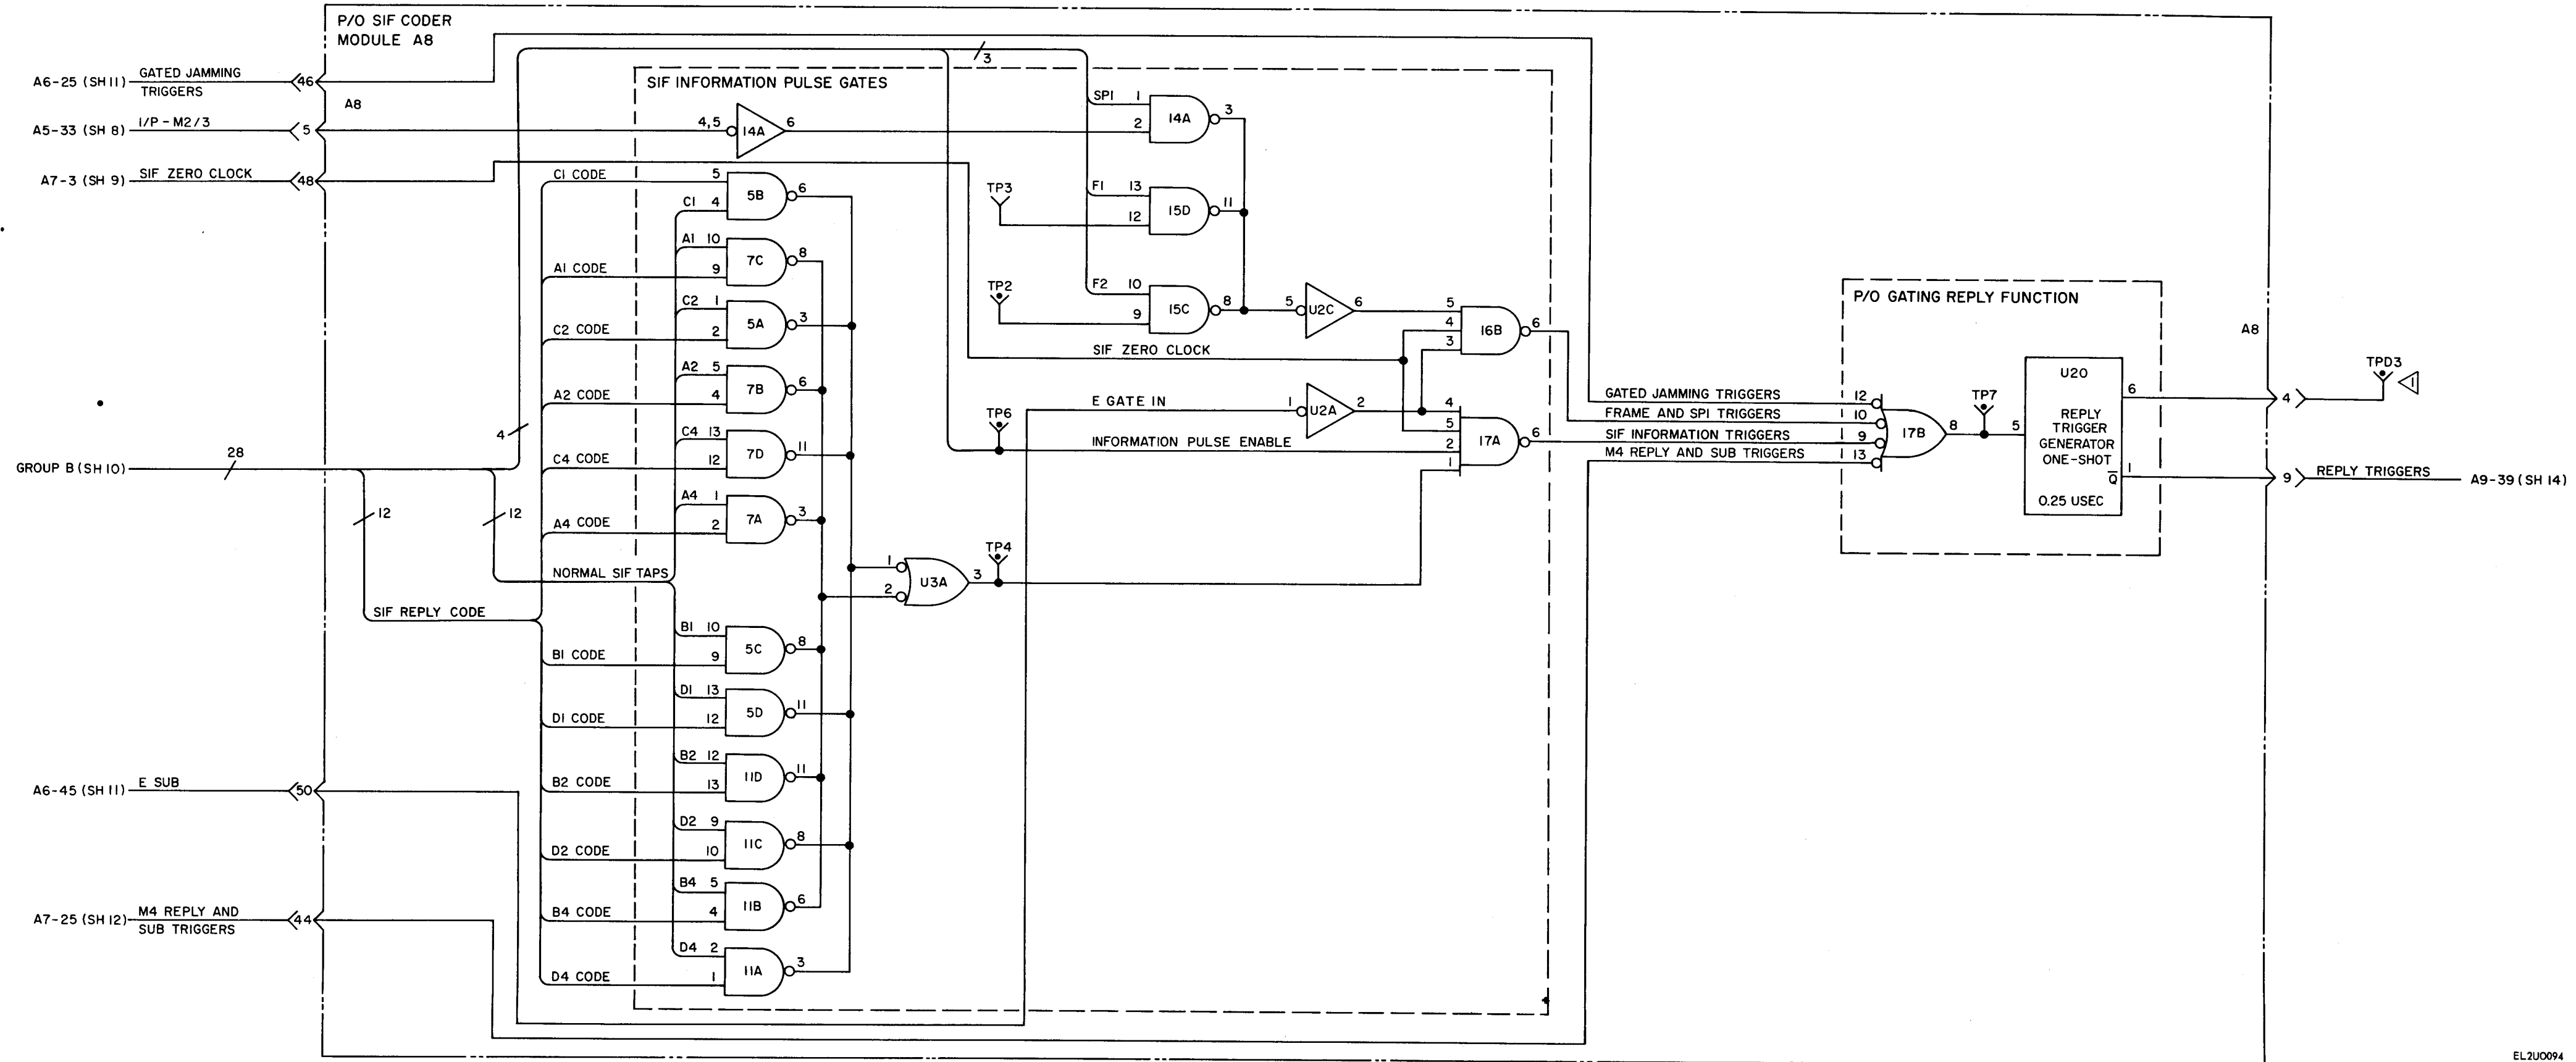 P/O SIF CODER
MODULE A8
A6-25 (SH 11)
GATED JAMMING
TRIGGERS
46
A8
A5-33 (SH 8)
I/P - M2/3
5
A7-3 (SH 9)
SIF ZERO CLOCK
48
GROUP B (SH 10)
28
12
12
4
3
A6-45 (SH 11)
E SUB
50
A7-25 (SH 12)
M4 REPLY AND
SUB TRIGGERS
44
SIF REPLY CODE
NORMAL SIF TAPS
SIF INFORMATION PULSE GATES
4,5
14A
6
C1 CODE
5
C1 4
5B
6
A1 10
A1 CODE
9
7C
8
C2 1
C2 CODE
2
5A
3
A2 5
A2 CODE
4
7B
6
C4 13
C4 CODE
12
7D
11
A4 1
A4 CODE
2
7A
3
B1 10
B1 CODE
9
5C
8
D1 13
D1 CODE
12
5D
11
B2 12
B2 CODE
13
11D
11
D2 9
D2 CODE
10
11C
8
B4 5
B4 CODE
4
11B
6
D4 2
D4 CODE
1
11A
3
1
2
U3A
3
TP4
SPI 1
2
14A
3
TP3
F1 13
12
15D
11
TP2
F2 10
9
15C
8
5
U2C
6
SIF ZERO CLOCK
5
4
3
16B
6
E GATE IN
1
U2A
2
TP6
INFORMATION PULSE ENABLE
4
5
2
1
17A
6
GATED JAMMING TRIGGERS
FRAME AND SPI TRIGGERS
SIF INFORMATION TRIGGERS
M4 REPLY AND SUB TRIGGERS
P/O GATING REPLY FUNCTION
12
10
9
13
17B
8
TP7
5
U20
REPLY
TRIGGER
GENERATOR
ONE-SHOT
Q
0.25 USEC
6
1
A8
4
TPD3
1
9
REPLY TRIGGERS
A9-39 (SH 14)
EL2UO094